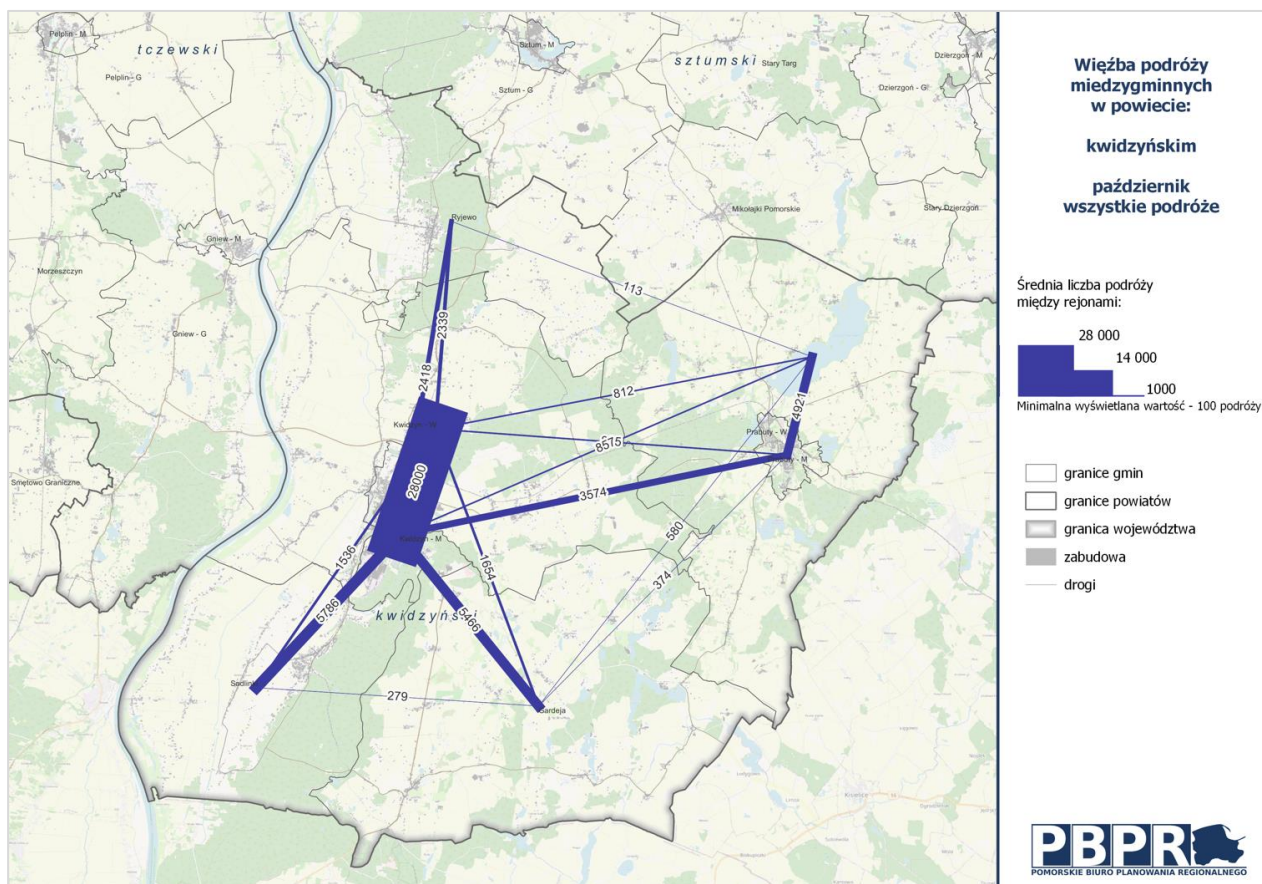 Pelplin - M
tczewski
Pelplin - G
Sztum - M
sztumski
Stary Targ
Dzierzgoń - M
Sztum - G
Dzierzgoń - G
Ryjewo
Mikołajki Pomorskie
Stary Dzierzgoń
Gniew - M
Morzeszczyn
113
Gniew - G
2339
2418
812
4921
Kwidzyn - W
Prabuty - W
8575
Prabuty - M
Smętowo Graniczne
28000
3574
Kwidzyn - M
580
1536
1654
374
kwidzyński
5786
5466
Sadlinki
279
Gardeja
Więźba podróży
miedzygminnych
w powiecie:
kwidzyńskim
październik
wszystkie podróże
Średnia liczba podróży
między rejonami:
28 000
14 000
1000
Minimalna wyświetlana wartość - 100 podróży
granice gmin
granice powiatów
granica województwa
zabudowa
drogi
PBPR
POMORSKIE BIURO PLANOWANIA REGIONALNEGO